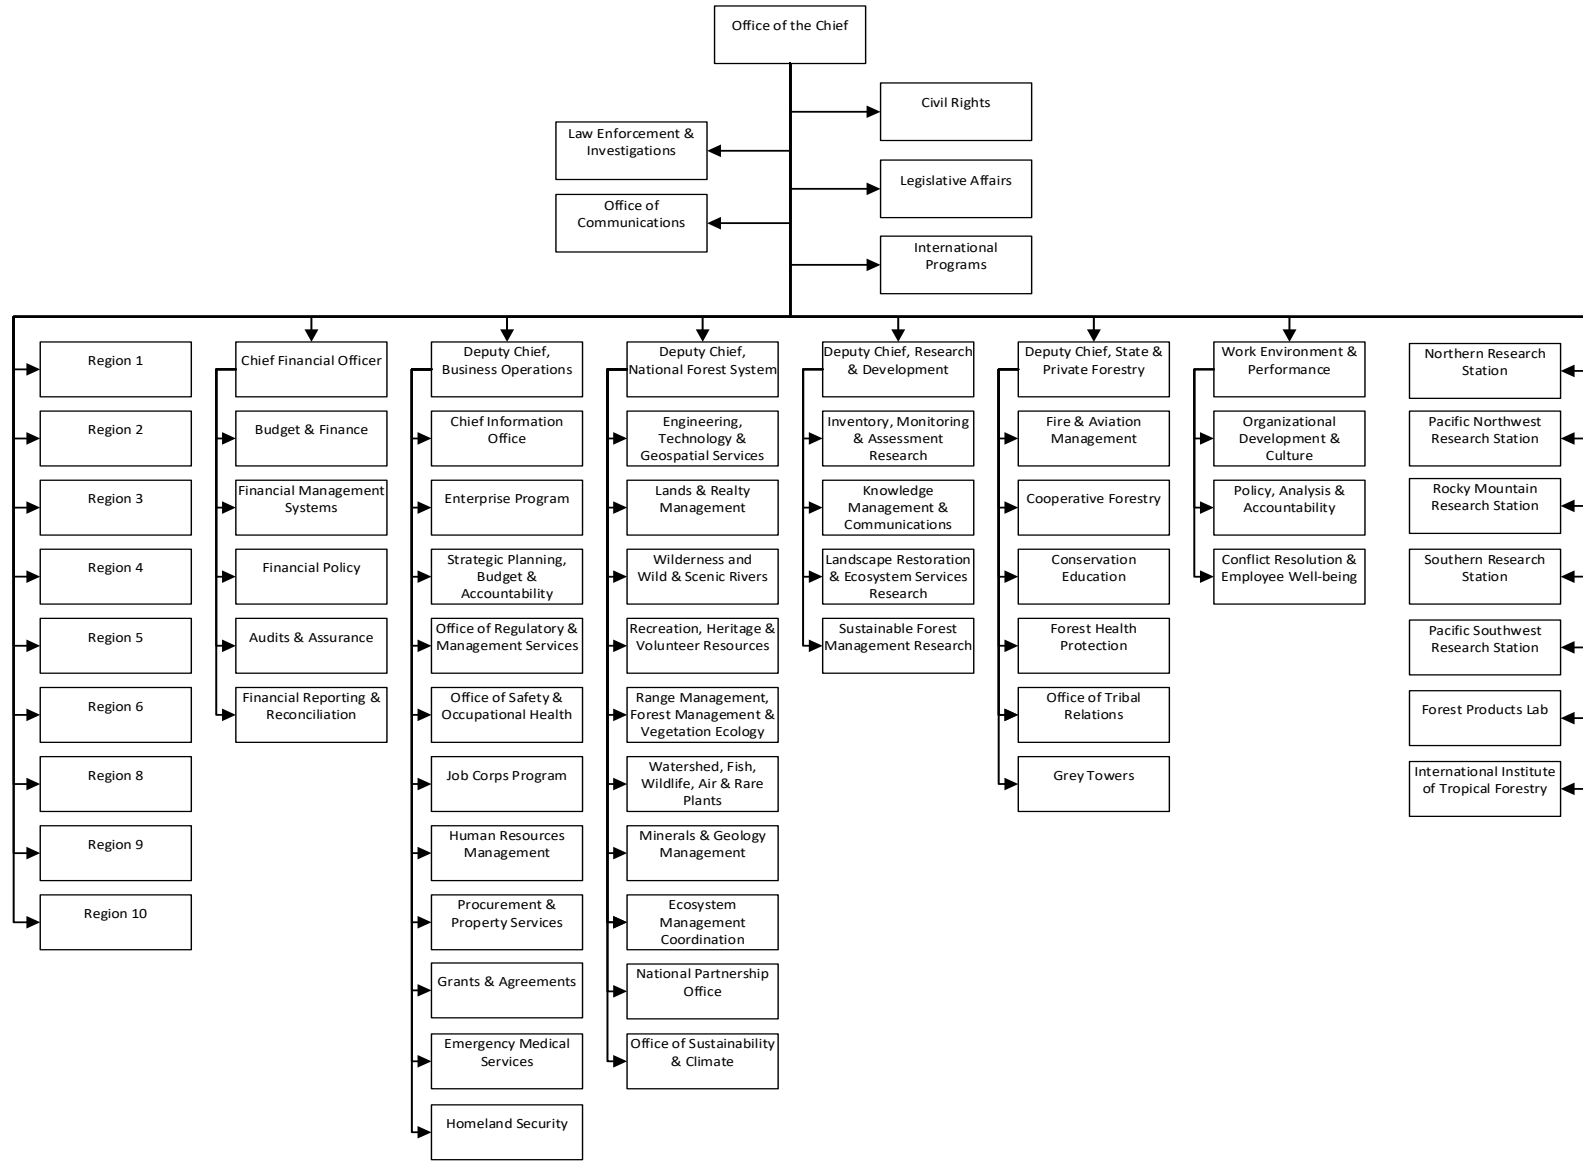 Office of the Chief
Civil Rights
Law Enforcement &
Investigations
Legislative Affairs
Office of
Communications
International
Programs
Region 1
Region 2
Region 3
Region 4
Region 5
Region 6
Region 8
Region 9
Region 10
Chief Financial Officer
Budget & Finance
Financial Management
Systems
Financial Policy
Audits & Assurance
Financial Reporting &
Reconciliation
Deputy Chief,
Business Operations
Chief Information
Office
Enterprise Program
Strategic Planning,
Budget &
Accountability
Office of Regulatory &
Management Services
Office of Safety &
Occupational Health
Job Corps Program
Human Resources
Management
Procurement &
Property Services
Grants & Agreements
Emergency Medical
Services
Homeland Security
Deputy Chief,
National Forest System
Engineering,
Technology &
Geospatial Services
Lands & Realty
Management
Wilderness and
Wild & Scenic Rivers
Recreation, Heritage &
Volunteer Resources
Range Management,
Forest Management &
Vegetation Ecology
Watershed, Fish,
Wildlife, Air & Rare
Plants
Minerals & Geology
Management
Ecosystem
Management
Coordination
National Partnership
Office
Office of Sustainability
& Climate
Deputy Chief, Research
& Development
Inventory, Monitoring
& Assessment
Research
Knowledge
Management &
Communications
Landscape Restoration
& Ecosystem Services
Research
Sustainable Forest
Management Research
Deputy Chief, State &
Private Forestry
Fire & Aviation
Management
Cooperative Forestry
Conservation
Education
Forest Health
Protection
Office of Tribal
Relations
Grey Towers
Work Environment &
Performance
Organizational
Development &
Culture
Policy, Analysis &
Accountability
Conflict Resolution &
Employee Well-being
Northern Research
Station
Pacific Northwest
Research Station
Rocky Mountain
Research Station
Southern Research
Station
Pacific Southwest
Research Station
Forest Products Lab
International Institute
of Tropical Forestry